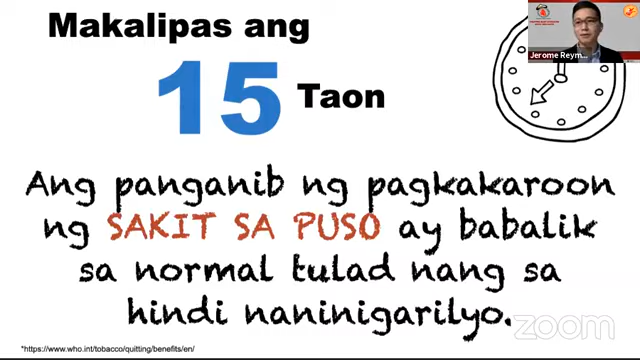 Makalipas ang
15 Taon
Jerome Reym...
Ang panganib ng pagkakaroon
ng SAKIT SA PUSO ay babalik
sa normal tulad nang sa
hindi naninigarilyo.
zoom
*https://www.who.int/tobacco/quitting/benefits/en/